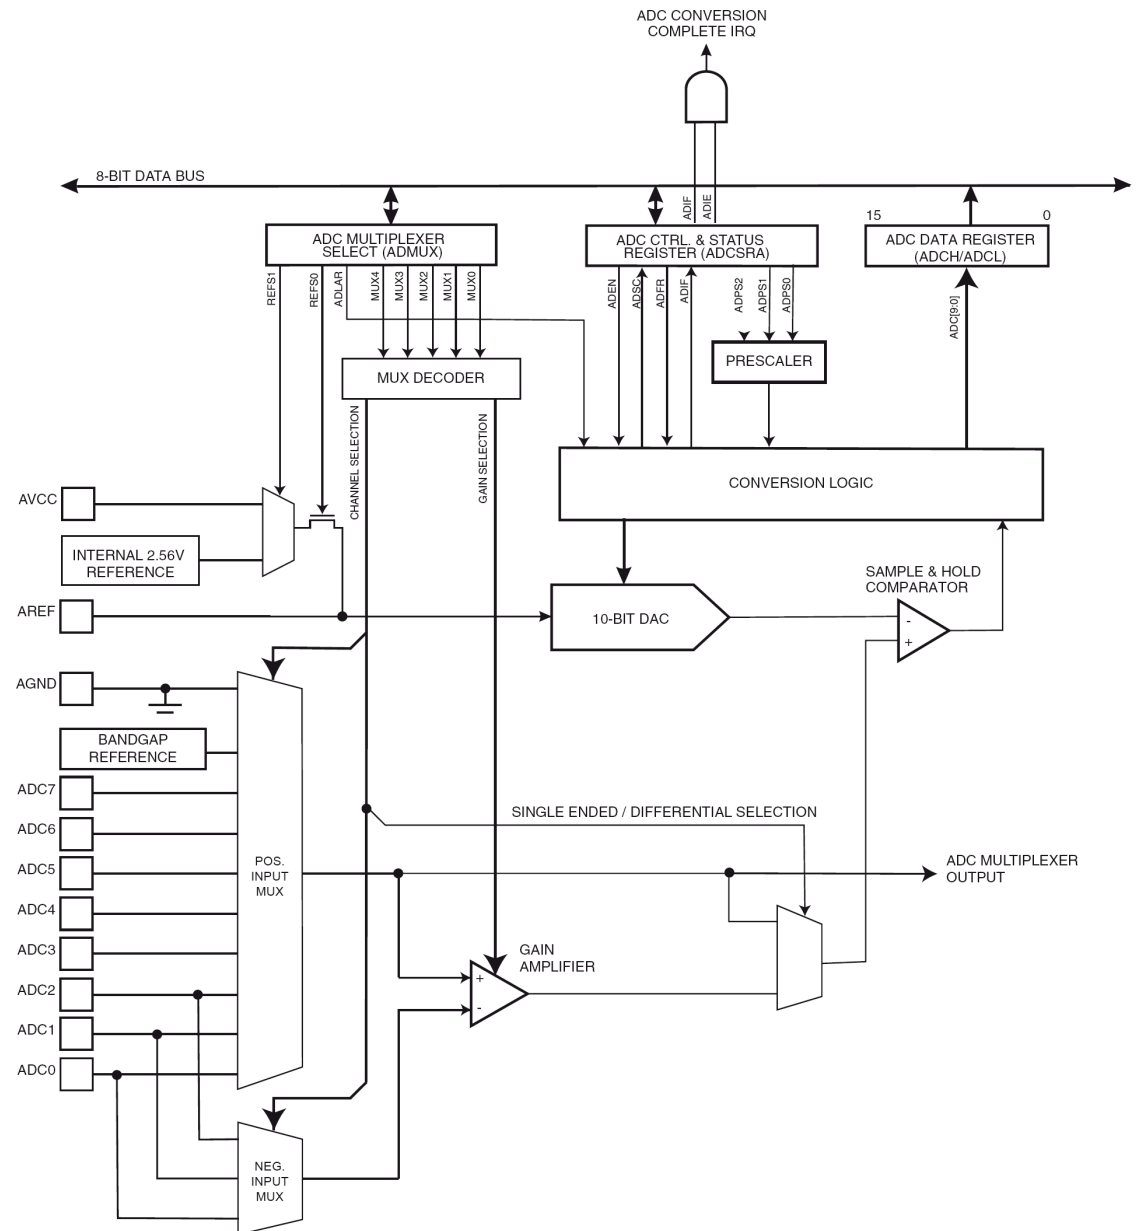 ADC CONVERSION
COMPLETE IRQ
8-BIT DATA BUS
ADIF
ADIE
15
0
ADC MULTIPLEXER
SELECT (ADMUX)
ADC CTRL. & STATUS
REGISTER (ADCSRA)
ADC DATA REGISTER
(ADCH/ADCL)
REFS1
REFS0
ADLAR
MUX4
MUX3
MUX2
MUX1
MUX0
ADEN
ADSC
ADFR
ADIF
ADPS2
ADPS1
ADPS0
ADC[9:0]
PRESCALER
MUX DECODER
CHANNEL SELECTION
GAIN SELECTION
CONVERSION LOGIC
AVCC
INTERNAL 2.56V
REFERENCE
SAMPLE & HOLD
COMPARATOR
AREF
10-BIT DAC
-
+
AGND
BANDGAP
REFERENCE
ADC7
SINGLE ENDED / DIFFERENTIAL SELECTION
ADC6
ADC5
POS.
INPUT
MUX
ADC MULTIPLEXER
OUTPUT
ADC4
ADC3
GAIN
AMPLIFIER
+
-
ADC2
ADC1
ADC0
NEG.
INPUT
MUX